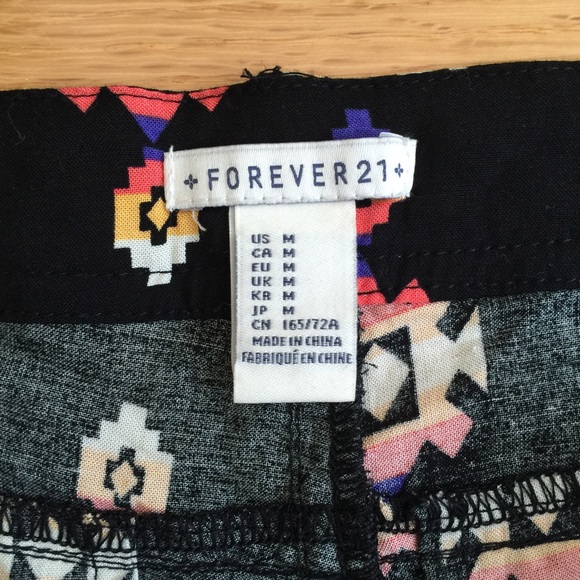 FOREVER 21
US M
CA M
EU M
UK M
KR M
JP M
CN 165/72A
MADE IN CHINA
FABRIQUÉ EN CHINE